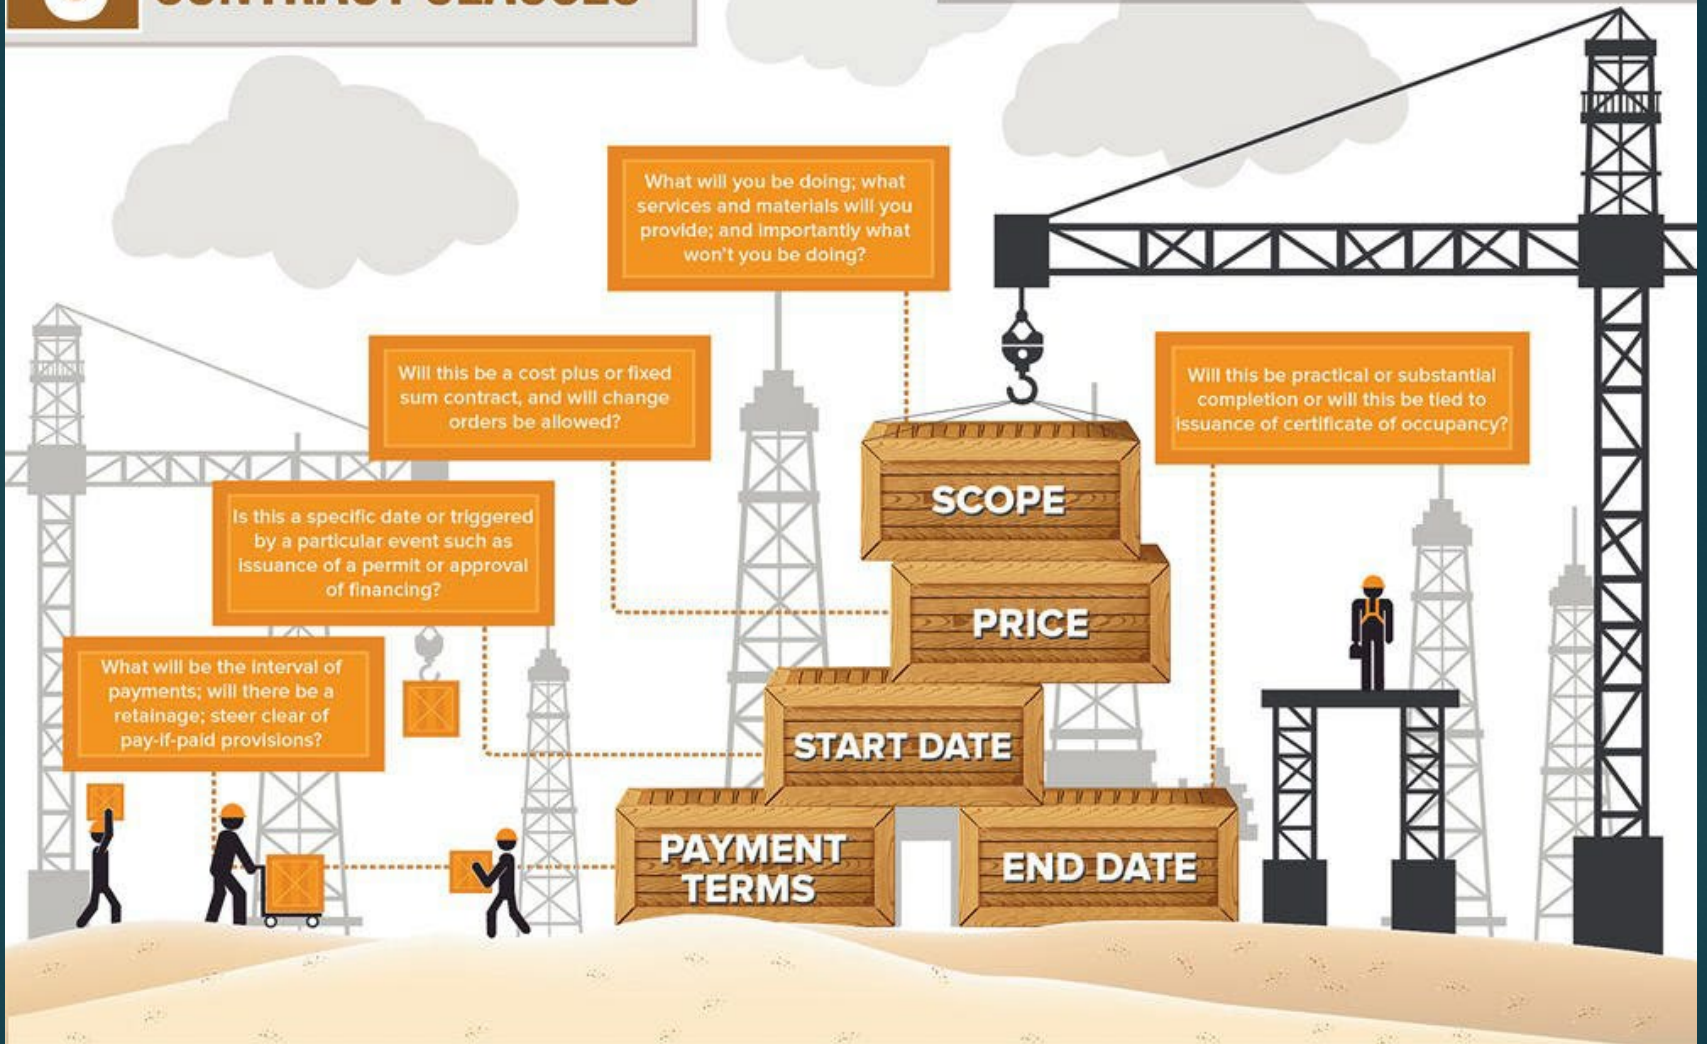 CONTRACT CLAUSES
What will you be doing; what
services and materials will you
provide; and importantly what
won't you be doing?
Will this be a cost plus or fixed
sum contract, and will change
orders be allowed?
Will this be practical or substantial
completion or will this be tied to
issuance of certificate of occupancy?
Is this a specific date or triggered
by a particular event such as
issuance of a permit or approval
of financing?
What will be the interval of
payments; will there be a
retainage; steer clear of
pay-if-paid provisions?
SCOPE
PRICE
START DATE
PAYMENT
TERMS
END DATE